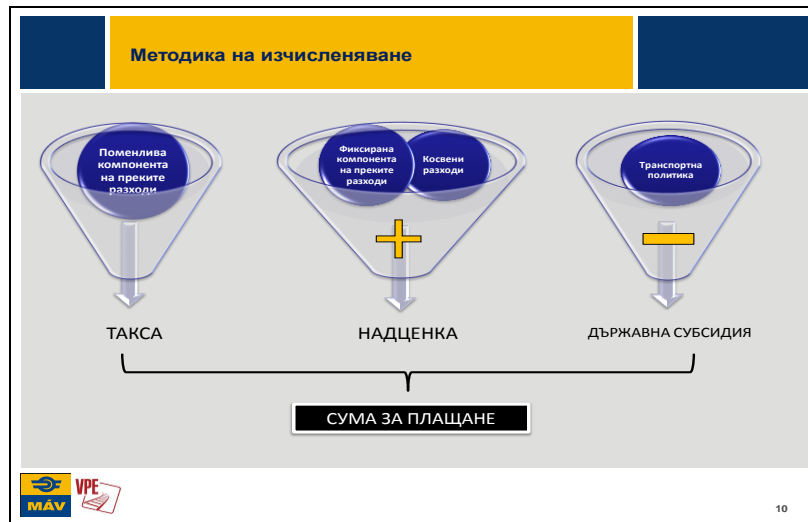 Методика на изчисленяване
Поменлива
компонента
на преките
разходи
Фиксирана
компонента
на преките
разходи
Косвени
разходи
Транспортна
политика
ТАКСА
НАДЦЕНКА
ДЪРЖАВНА СУБСИДИЯ
СУМА ЗА ПЛАЩАНЕ
MÁV
VPE
10